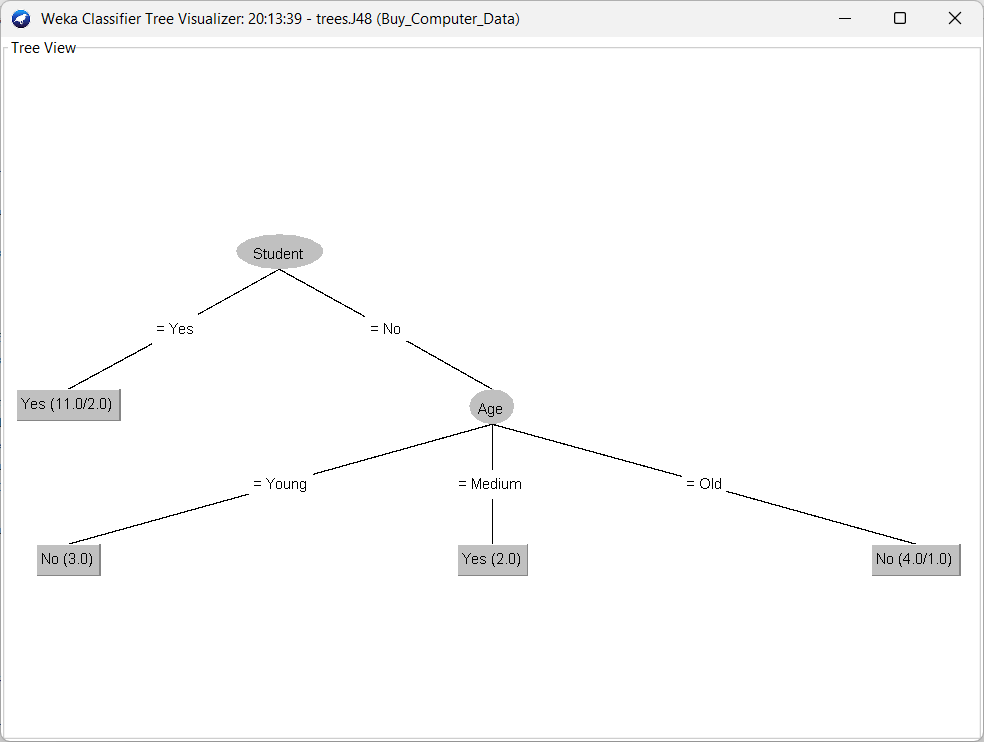 Weka Classifier Tree Visualizer: 20:13:39 - trees.J48 (Buy_Computer_Data)
Tree View
Student
= Yes
= No
Yes (11.0/2.0)
Age
= Young
= Medium
= Old
No (3.0)
Yes (2.0)
No (4.0/1.0)